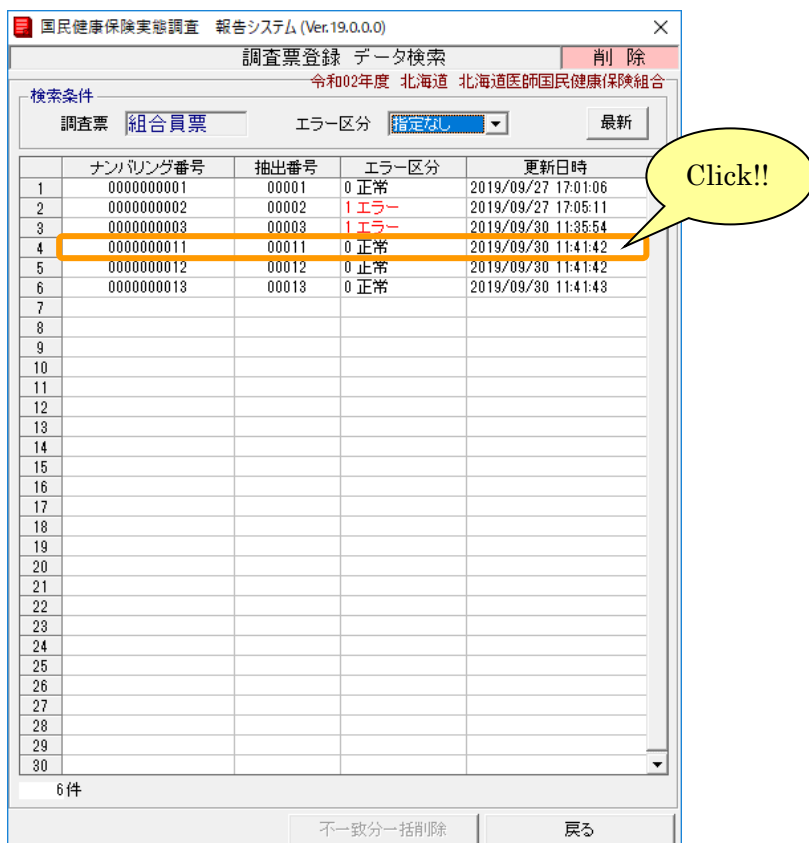 国民健康保険実態調査 報告システム (Ver.19.0.0.0)
調査票登録 データ検索 削 除
令和02年度 北海道 北海道医師国民健康保険組合
検索条件
調査票 組合員票 エラー区分 指定なし 最新
Click!!
ナンバリング番号 抽出番号 エラー区分 更新日時
1 0000000001 00001 0 正常 2019/09/27 17:01:06
2 0000000002 00002 1 エラー 2019/09/27 17:05:11
3 0000000003 00003 1 エラー 2019/09/30 11:35:54
4 0000000011 00011 0 正常 2019/09/30 11:41:42
5 0000000012 00012 0 正常 2019/09/30 11:41:42
6 0000000013 00013 0 正常 2019/09/30 11:41:43
7
8
9
10
11
12
13
14
15
16
17
18
19
20
21
22
23
24
25
26
27
28
29
30
6件
不一致分一括削除 戻る